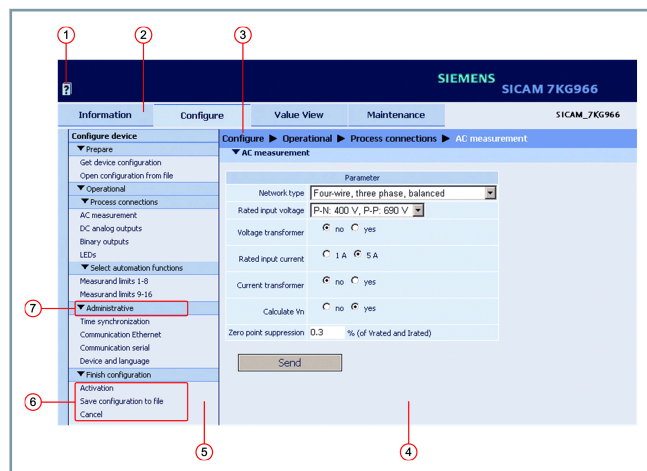 1
2
3
?
SIEMENS
SICAM 7KG966
Information
Configure
Value View
Maintenance
SICAM_7KG966
Configure device
Prepare
Get device configuration
Open configuration from file
Operational
Process connections
AC measurement
DC analog outputs
Binary outputs
LEDs
Select automation functions
Measurand limits 1-8
Measurand limits 9-16
7
Administrative
Time synchronization
Communication Ethernet
Communication serial
Device and language
Finish configuration
Activation
6
Save configuration to file
Cancel
5
Configure ▶ Operational ▶ Process connections ▶ AC measurement
AC measurement
Parameter
Network type Four-wire, three phase, balanced
Rated input voltage P-N: 400 V, P-P: 690 V
Voltage transformer no yes
Rated input current 1 A 5 A
Current transformer no yes
Calculate Vn no yes
Zero point suppression 0.3 % (of Vrated and Irated)
Send
4